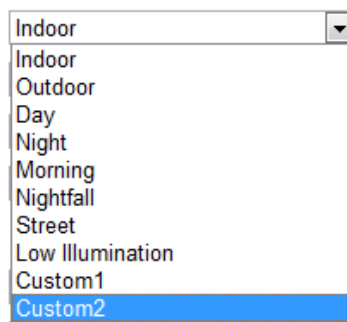 Indoor
Indoor
Outdoor
Day
Night
Morning
Nightfall
Street
Low Illumination
Custom1
Custom2